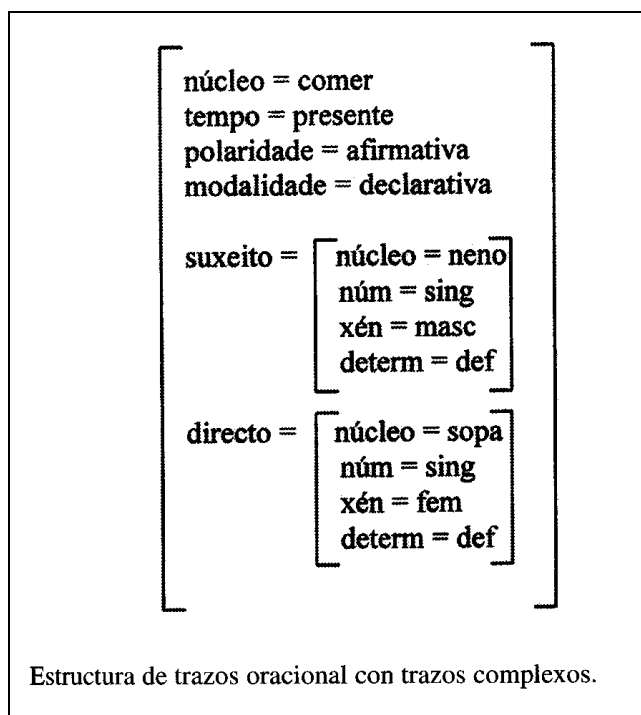 núcleo = comer
tempo = presente
polaridade = afirmativa
modalidade = declarativa
suxeito = núcleo = neno
núm = sing
xén = masc
determ = def
directo = núcleo = sopa
núm = sing
xén = fem
determ = def
Estructura de trazos oracional con trazos complexos.